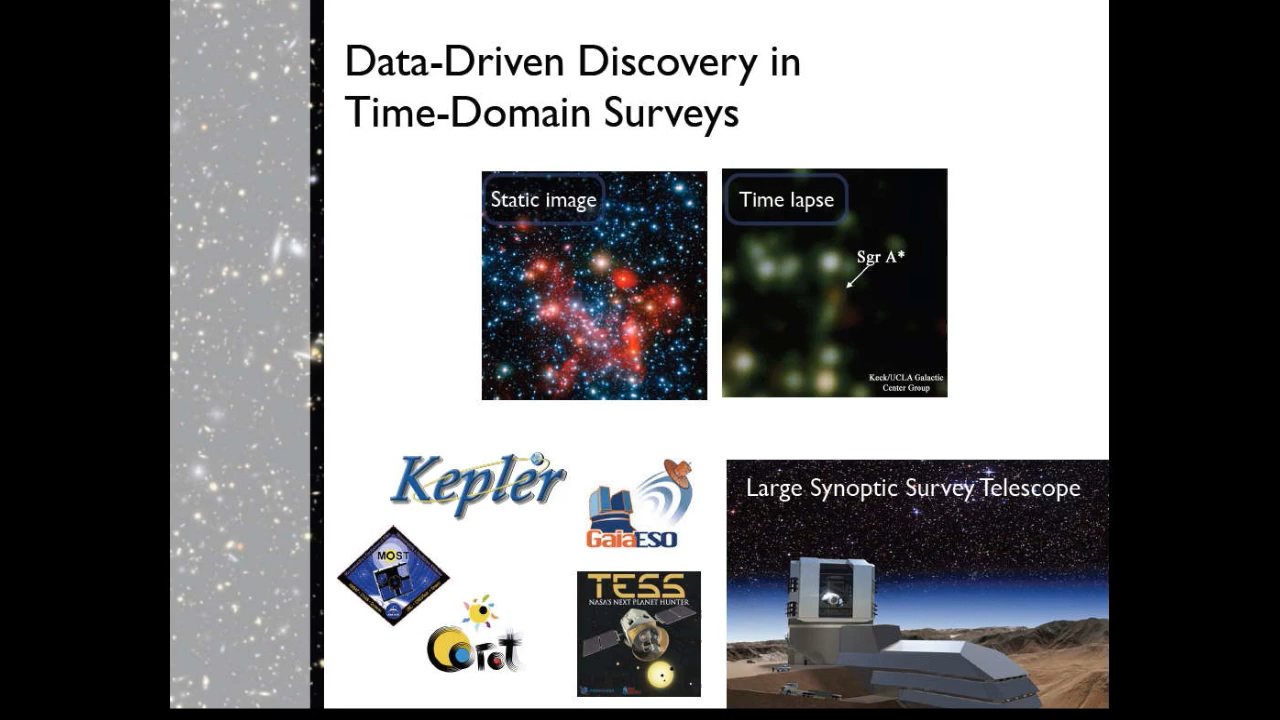 Data-Driven Discovery in
Time-Domain Surveys
Static image
Time lapse
Sgr A*
Keck/UCLA Galactic
Center Group
Kepler
GaiaESO
Large Synoptic Survey Telescope
MOST
TESS
NASA'S NEXT PLANET HUNTER
Corot